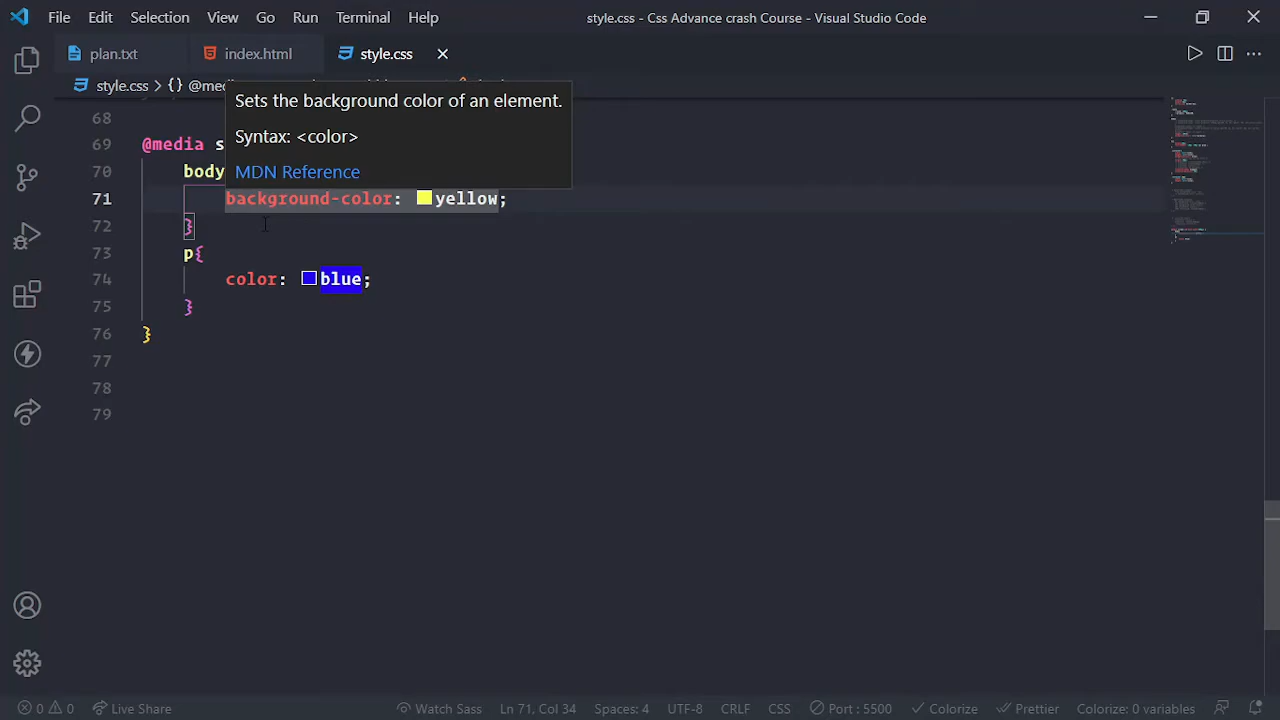 File Edit Selection View Go Run Terminal Help style.css - Css Advance crash Course - Visual Studio Code
plan.txt index.html style.css
style.css > {} @med
Sets the background color of an element.
Syntax: <color>
MDN Reference
68
69 @media s
70 body
71 background-color: yellow;
72 }
73 p{
74 color: blue;
75 }
76 }
77
78
79
0 0 Live Share Watch Sass Ln 71, Col 34 Spaces: 4 UTF-8 CRLF CSS Port : 5500 Colorize Prettier Colorize: 0 variables